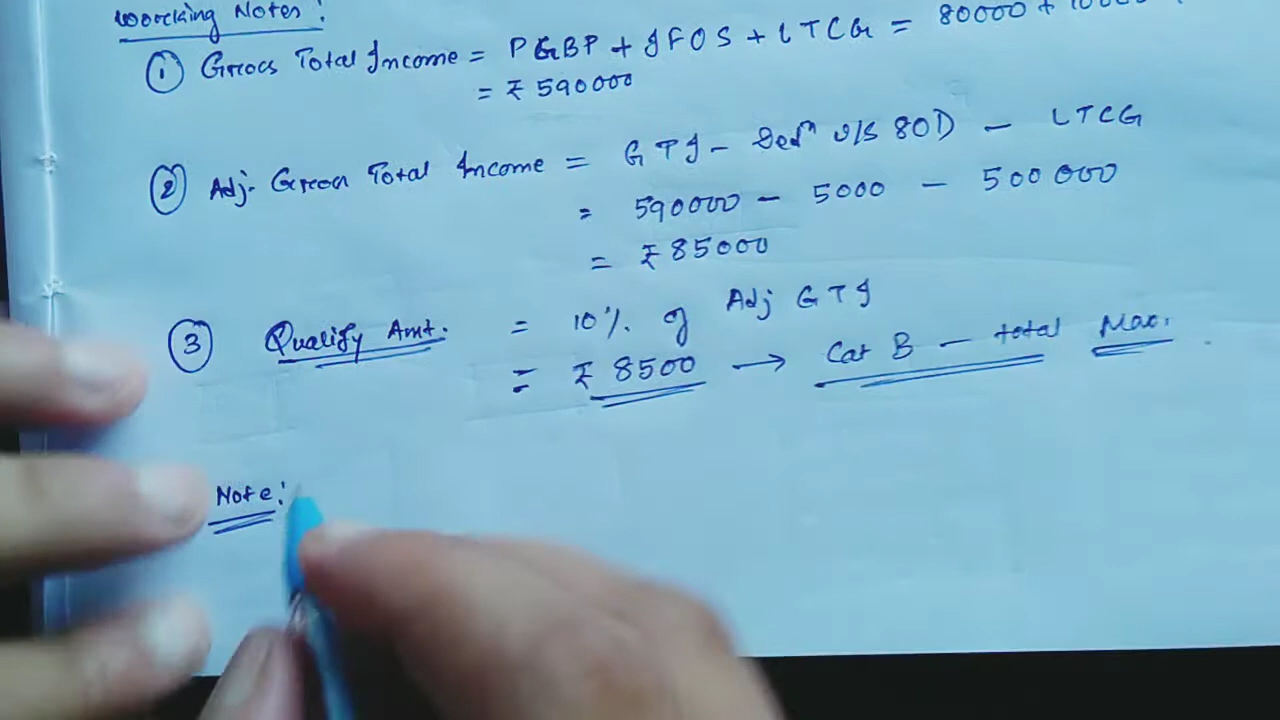 Working Notes:
① Gross Total Income = PGBP + IFOS + LTCG = 80000 +
= ₹ 590000
② Adj. Gross Total Income = GTI - Dedn u/s 80D - LTCG
= 590000 - 5000 - 500000
= ₹ 85000
③ Qualify Amt. = 10% of Adj GTI
= ₹ 8500 → Cat B - total Max.
Note: